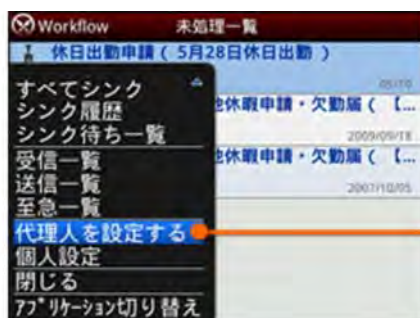 Workflow 未処理一覧
休日出勤申請 ( 5月28日休日出勤 )
05/10
すべてシンク
シンク履歴
他休暇申請・欠勤届 ( 【...
シンク待ち一覧
2009/09/18
受信一覧
他休暇申請・欠勤届 ( 【...
送信一覧
2007/10/05
至急一覧
代理人を設定する
個人設定
閉じる
アプリケーション切り替え